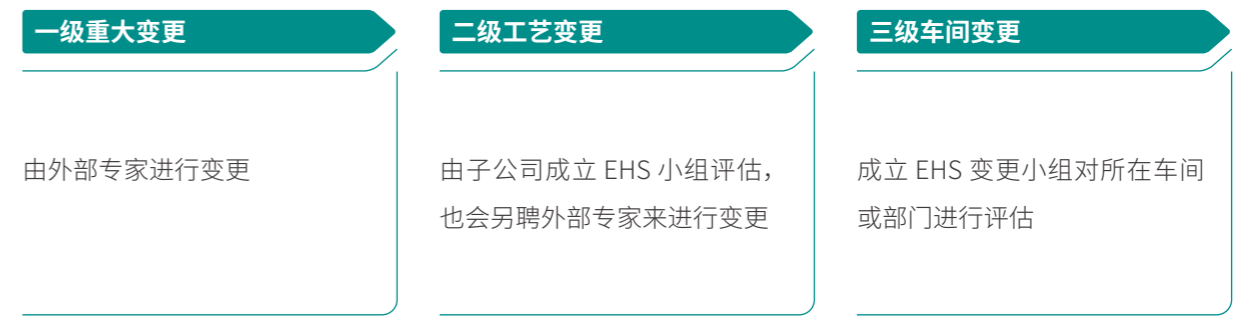 一级重大变更
由外部专家进行变更
二级工艺变更
由子公司成立 EHS 小组评估，
也会另聘外部专家来进行变更
三级车间变更
成立 EHS 变更小组对所在车间
或部门进行评估